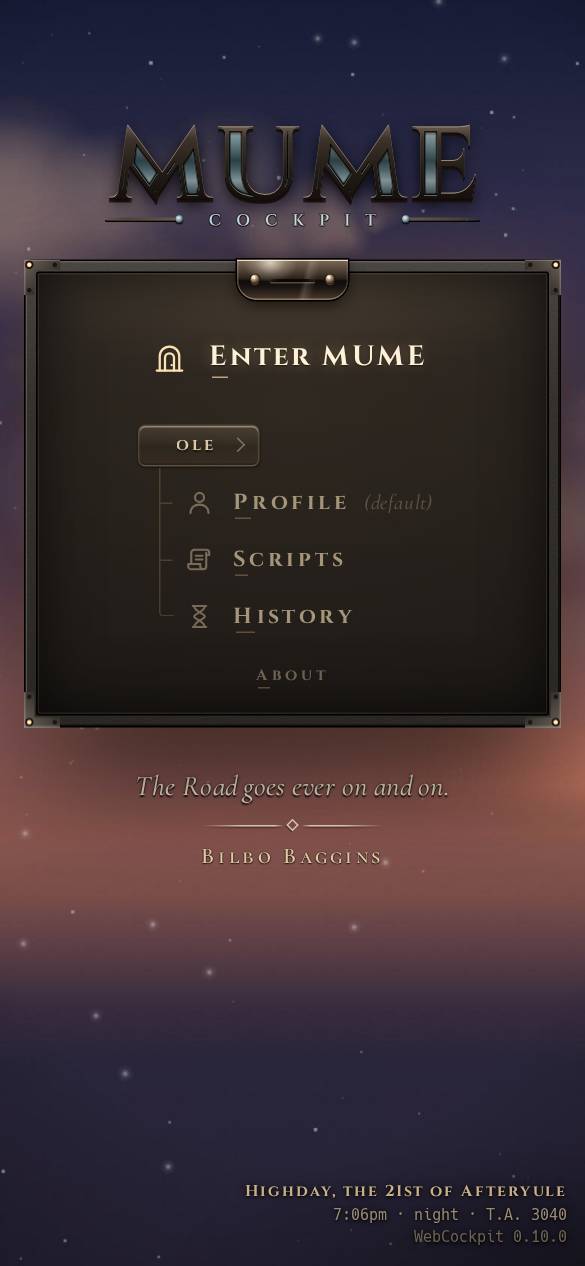 MUME
COCKPIT
Enter MUME
OLE
Profile (default)
Scripts
History
About
The Road goes ever on and on.
Bilbo Baggins
Highday, the 21st of Afteryule
7:06pm · night · T.A. 3040
WebCockpit 0.10.0